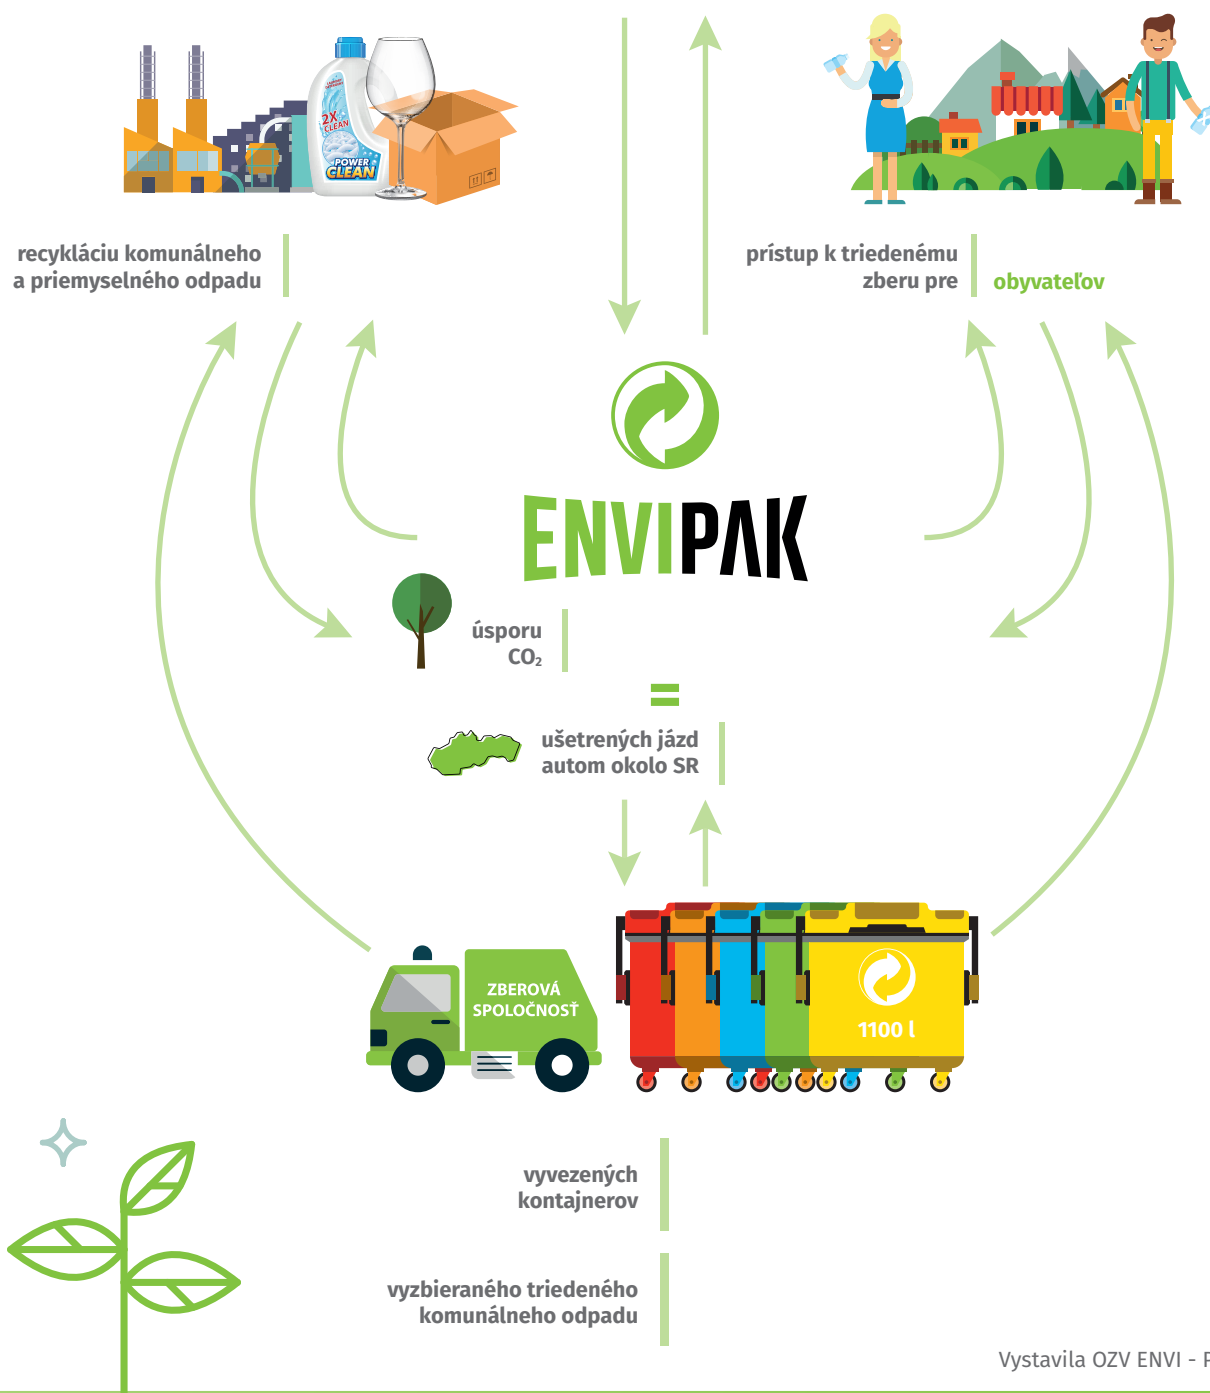 2X
CLEAN
POWER
CLEAN
recykláciu komunálneho
a priemyselného odpadu
prístup k triedenému
zberu pre
obyvateľov
ENVIPAK
úsporu
CO₂
=
ušetrených jázd
autom okolo SR
ZBEROVÁ
SPOLOČNOSŤ
1100 l
vyvezených
kontajnerov
vyzbieraného triedeného
komunálneho odpadu
Vystavila OZV ENVI - P